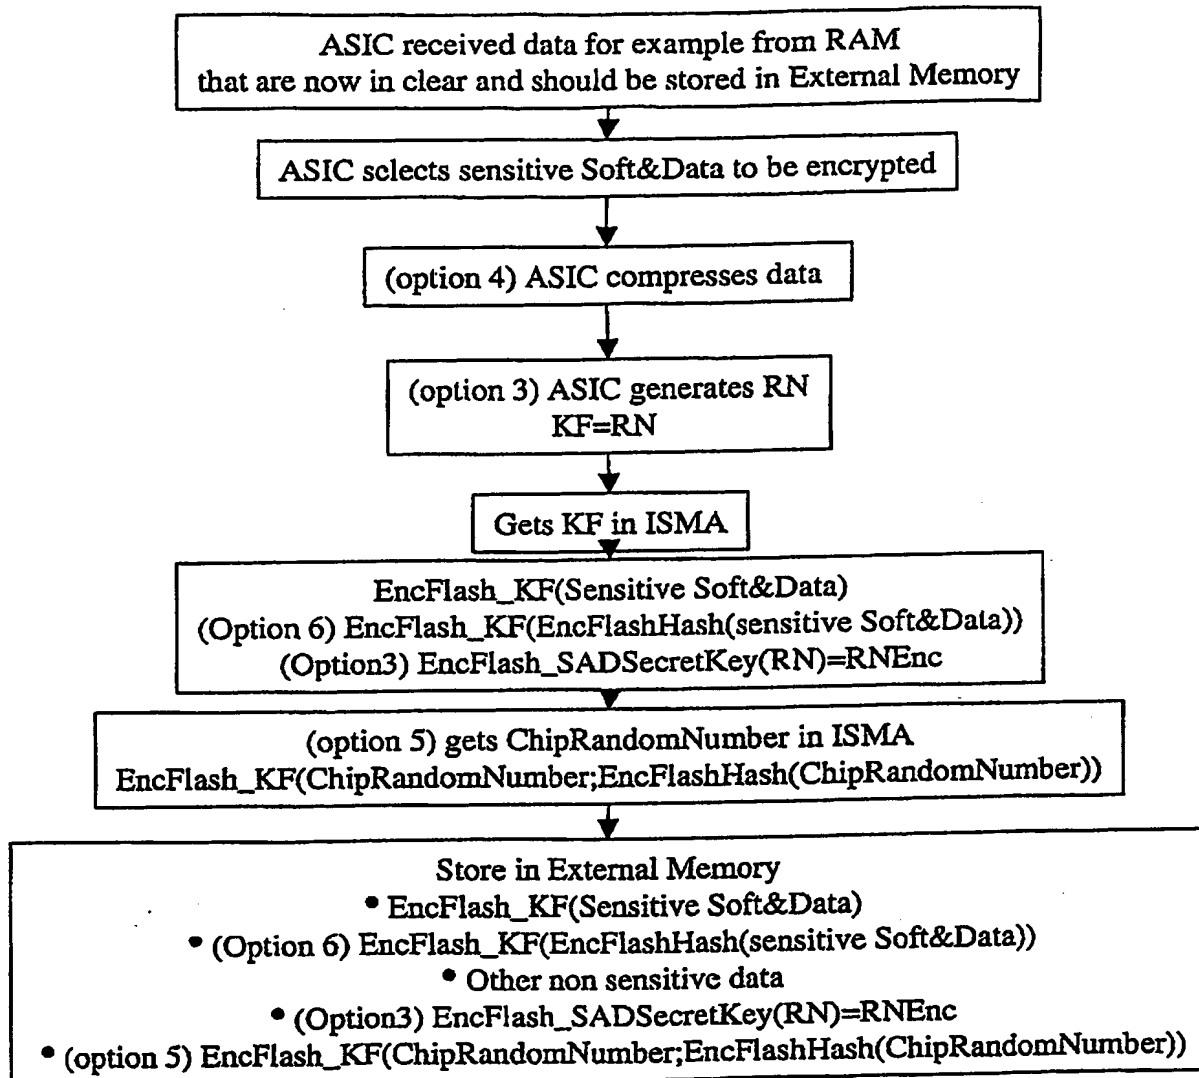 ASIC received data for example from RAM
that are now in clear and should be stored in External Memory
ASIC selects sensitive Soft&Data to be encrypted
(option 4) ASIC compresses data
(option 3) ASIC generates RN
KF=RN
Gets KF in ISMA
EncFlash_KF(Sensitive Soft&Data)
(Option 6) EncFlash_KF(EncFlashHash(sensitive Soft&Data))
(Option3) EncFlash_SADSecretKey(RN)=RNEnc
(option 5) gets ChipRandomNumber in ISMA
EncFlash_KF(ChipRandomNumber;EncFlashHash(ChipRandomNumber))
Store in External Memory
• EncFlash_KF(Sensitive Soft&Data)
• (Option 6) EncFlash_KF(EncFlashHash(sensitive Soft&Data))
• Other non sensitive data
• (Option3) EncFlash_SADSecretKey(RN)=RNEnc
• (option 5) EncFlash_KF(ChipRandomNumber;EncFlashHash(ChipRandomNumber))